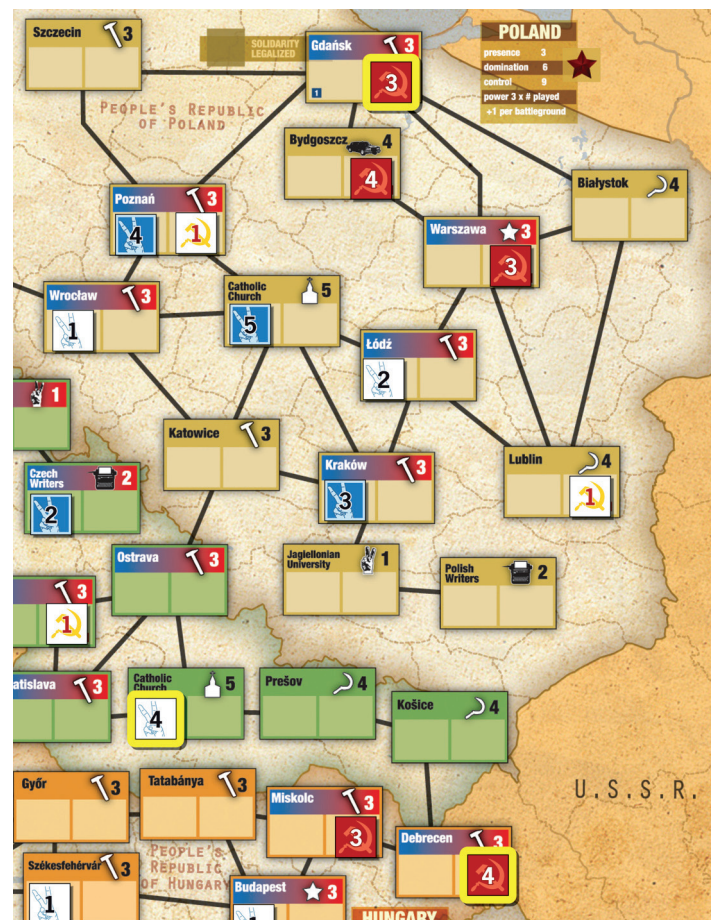 Szczecin 3
SOLIDARITY
LEGALIZED
Gdańsk 3
3
1
POLAND
presence 3
domination 6
control 9
power 3 x # played
+1 per battleground
PEOPLE'S REPUBLIC
OF POLAND
Bydgoszcz 4
4
Białystok 4
Poznań 3
4 1
Warszawa 3
3
Wrocław 3
1
Catholic
Church 5
5
Łódź 3
2
1
Katowice 3
Kraków 3
3
Lublin 4
1
Czech
Writers 2
2
Ostrava 3
Jagiellonian
University 1
Polish
Writers 2
3
1
atislava 3
Catholic
Church 5
4
Prešov 4
Košice 4
U.S.S.R.
Győr 3
Tatabánya 3
Miskolc 3
3
Debrecen 3
4
PEOPLE'S
REPUBLIC
OF HUNGARY
Székesfehérvár 3
1
Budapest 3
HUNGARY